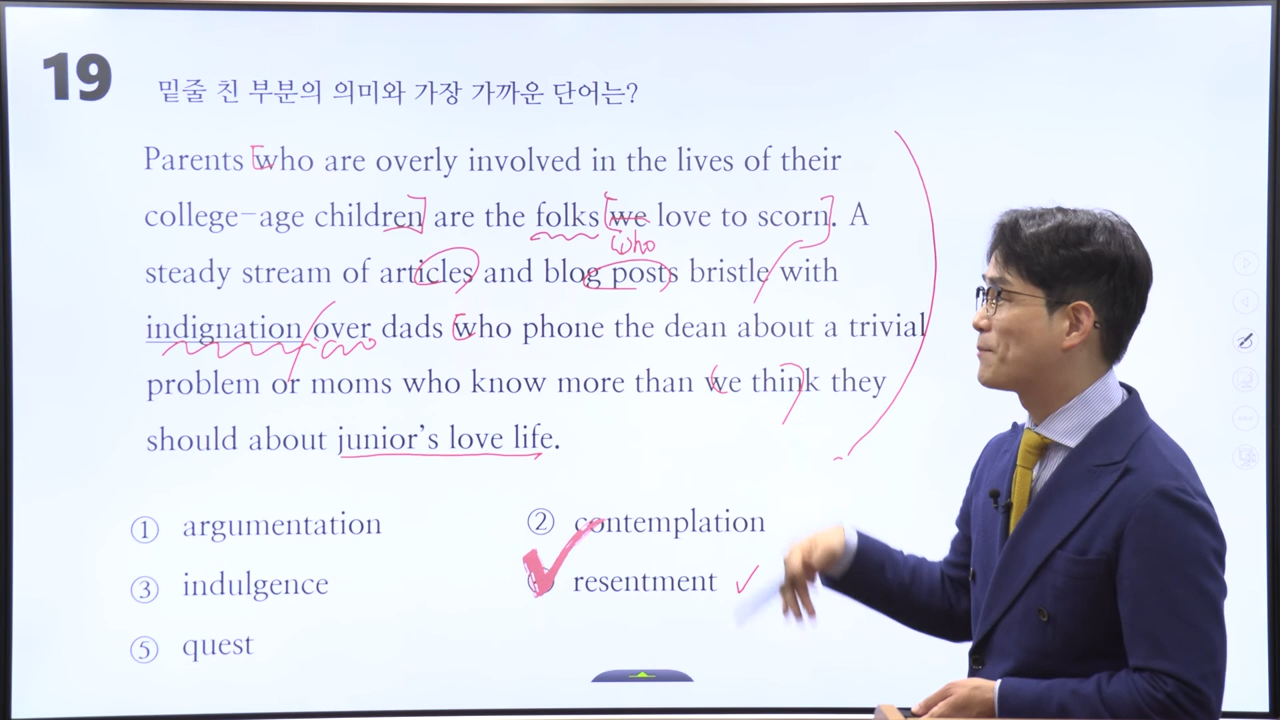 19 밑줄 친 부분의 의미와 가장 가까운 단어는?
Parents who are overly involved in the lives of their
college-age children are the folks we love to scorn. A
who
steady stream of articles and blog posts bristle with
indignation over dads who phone the dean about a trivial
problem or moms who know more than we think they
should about junior's love life.
① argumentation ② contemplation
③ indulgence ④ resentment
⑤ quest